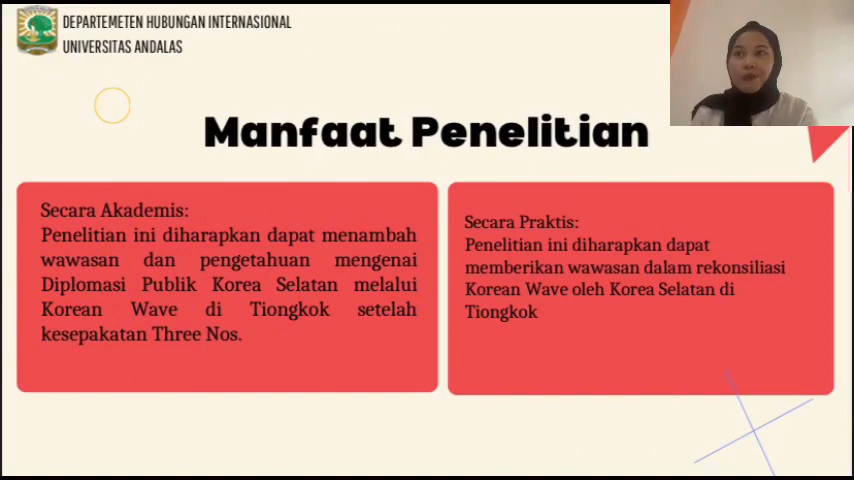 DEPARTEMETEN HUBUNGAN INTERNASIONAL
UNIVERSITAS ANDALAS
Manfaat Penelitian
Secara Akademis:
Penelitian ini diharapkan dapat menambah
wawasan dan pengetahuan mengenai
Diplomasi Publik Korea Selatan melalui
Korean Wave di Tiongkok setelah
kesepakatan Three Nos.
Secara Praktis:
Penelitian ini diharapkan dapat
memberikan wawasan dalam rekonsiliasi
Korean Wave oleh Korea Selatan di
Tiongkok